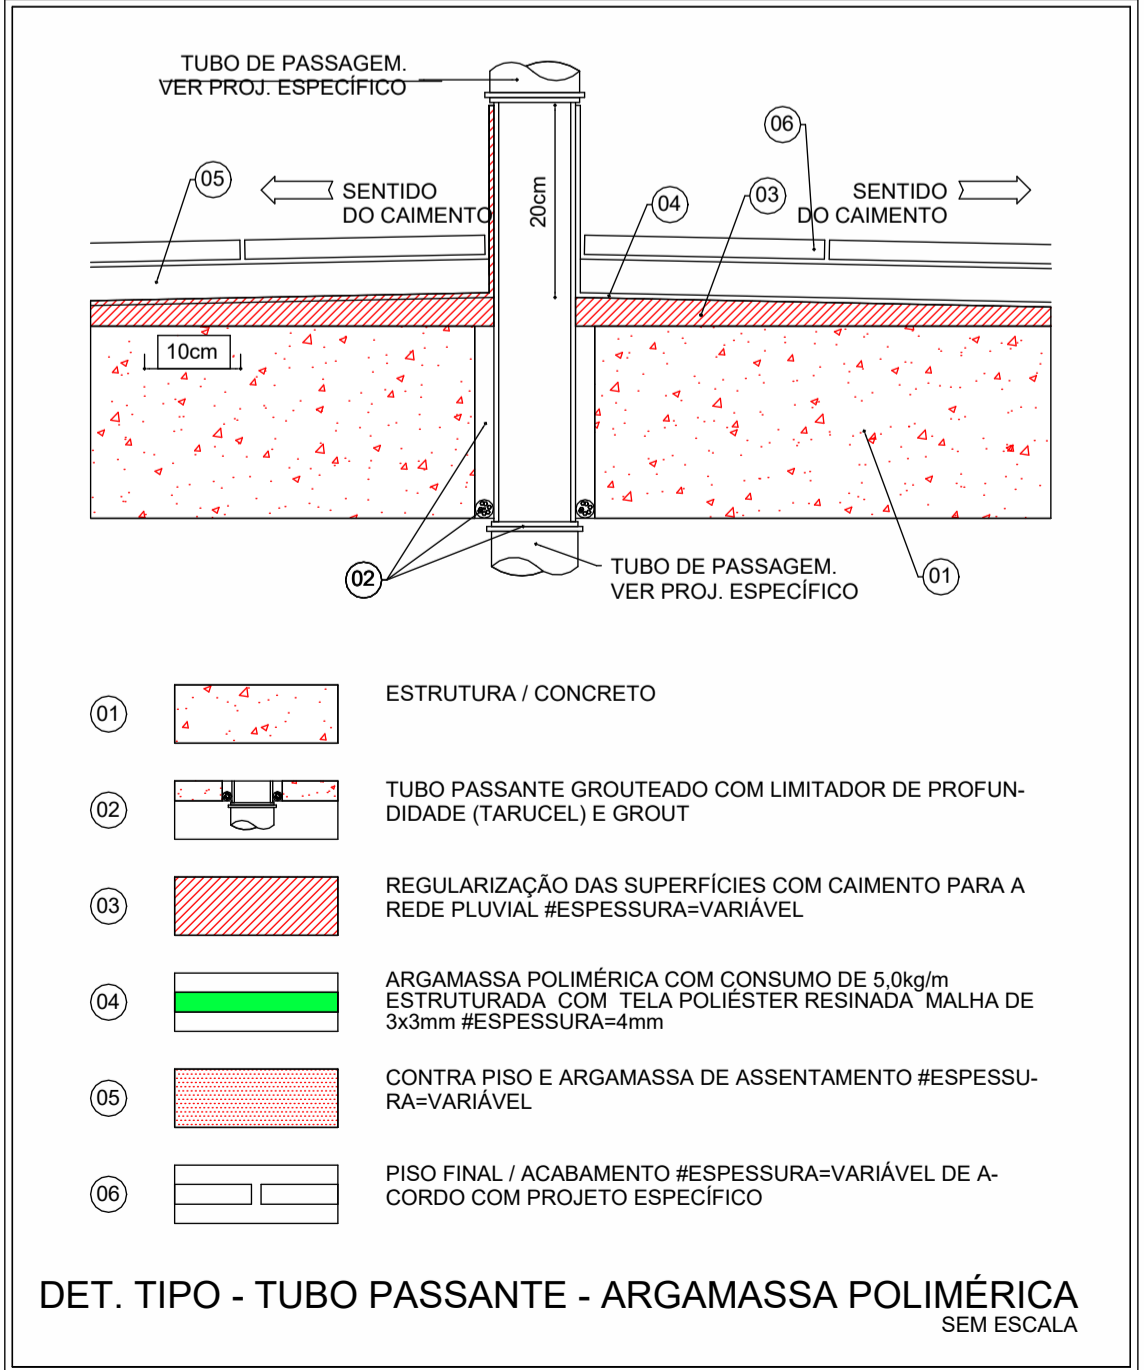 TUBO DE PASSAGEM.
VER PROJ. ESPECÍFICO
06
05
SENTIDO
DO CAIMENTO
20cm
04
03
SENTIDO
DO CAIMENTO
10cm
02
TUBO DE PASSAGEM.
VER PROJ. ESPECÍFICO
01
01
ESTRUTURA / CONCRETO
02
TUBO PASSANTE GROUTEADO COM LIMITADOR DE PROFUN-
DIDADE (TARUCEL) E GROUT
03
REGULARIZAÇÃO DAS SUPERFÍCIES COM CAIMENTO PARA A
REDE PLUVIAL #ESPESSURA=VARIÁVEL
04
ARGAMASSA POLIMÉRICA COM CONSUMO DE 5,0kg/m
ESTRUTURADA COM TELA POLIÉSTER RESINADA MALHA DE
3x3mm #ESPESSURA=4mm
05
CONTRA PISO E ARGAMASSA DE ASSENTAMENTO #ESPESSU-
RA=VARIÁVEL
06
PISO FINAL / ACABAMENTO #ESPESSURA=VARIÁVEL DE A-
CORDO COM PROJETO ESPECÍFICO
DET. TIPO - TUBO PASSANTE - ARGAMASSA POLIMÉRICA
SEM ESCALA